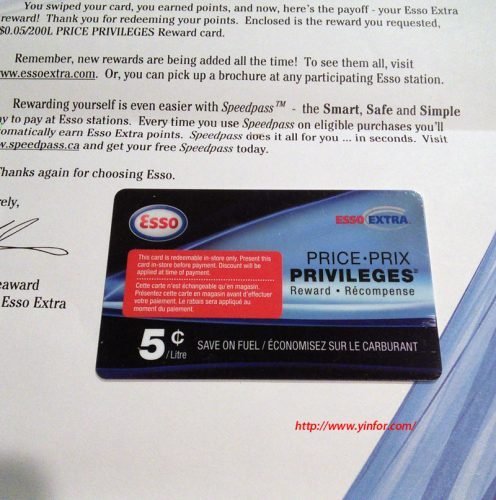 You swiped your card, you earned points, and now, here's the payoff - your Esso Extra
reward! Thank you for redeeming your points. Enclosed is the reward you requested,
$0.05/200L PRICE PRIVILEGES Reward card.
Remember, new rewards are being added all the time! To see them all, visit
www.essoextra.com. Or, you can pick up a brochure at any participating Esso station.
Rewarding yourself is even easier with Speedpass™ - the Smart, Safe and Simple
to pay at Esso stations. Every time you use Speedpass on eligible purchases you'll
earn Esso Extra points. Speedpass does it all for you ... in seconds. Visit
.speedpass.ca and get your free Speedpass today.
hanks again for choosing Esso.
rely,
eaward
Esso Extra
Esso
ESSO EXTRA
This card is redeemable in-store only. Present this
card in-store before payment. Discount will be
applied at time of payment.
Cette carte n'est échangeable qu'en magasin.
Présentez cette carte en magasin avant d'effectuer
votre paiement. Le rabais sera appliqué au
moment du paiement.
PRICE • PRIX
PRIVILEGES
Reward • Récompense
5¢
/Litre
SAVE ON FUEL / ÉCONOMISEZ SUR LE CARBURANT
http://www.yinfor.com/